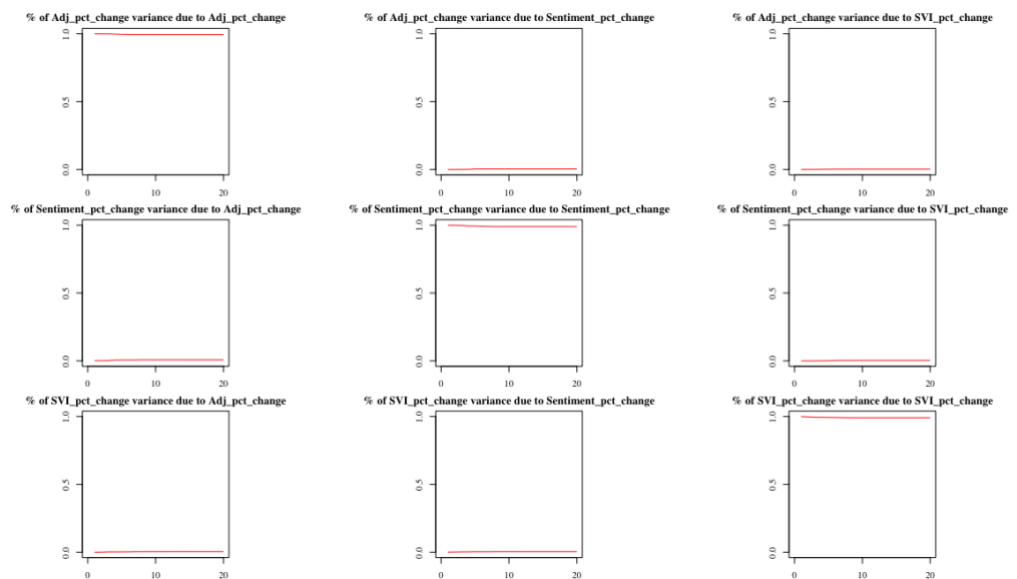 % of Adj_pct_change variance due to Adj_pct_change
1.0
0.5
0.0
0 10 20
% of Adj_pct_change variance due to Sentiment_pct_change
1.0
0.5
0.0
0 10 20
% of Adj_pct_change variance due to SVI_pct_change
1.0
0.5
0.0
0 10 20
% of Sentiment_pct_change variance due to Adj_pct_change
1.0
0.5
0.0
0 10 20
% of Sentiment_pct_change variance due to Sentiment_pct_change
1.0
0.5
0.0
0 10 20
% of Sentiment_pct_change variance due to SVI_pct_change
1.0
0.5
0.0
0 10 20
% of SVI_pct_change variance due to Adj_pct_change
1.0
0.5
0.0
0 10 20
% of SVI_pct_change variance due to Sentiment_pct_change
1.0
0.5
0.0
0 10 20
% of SVI_pct_change variance due to SVI_pct_change
1.0
0.5
0.0
0 10 20